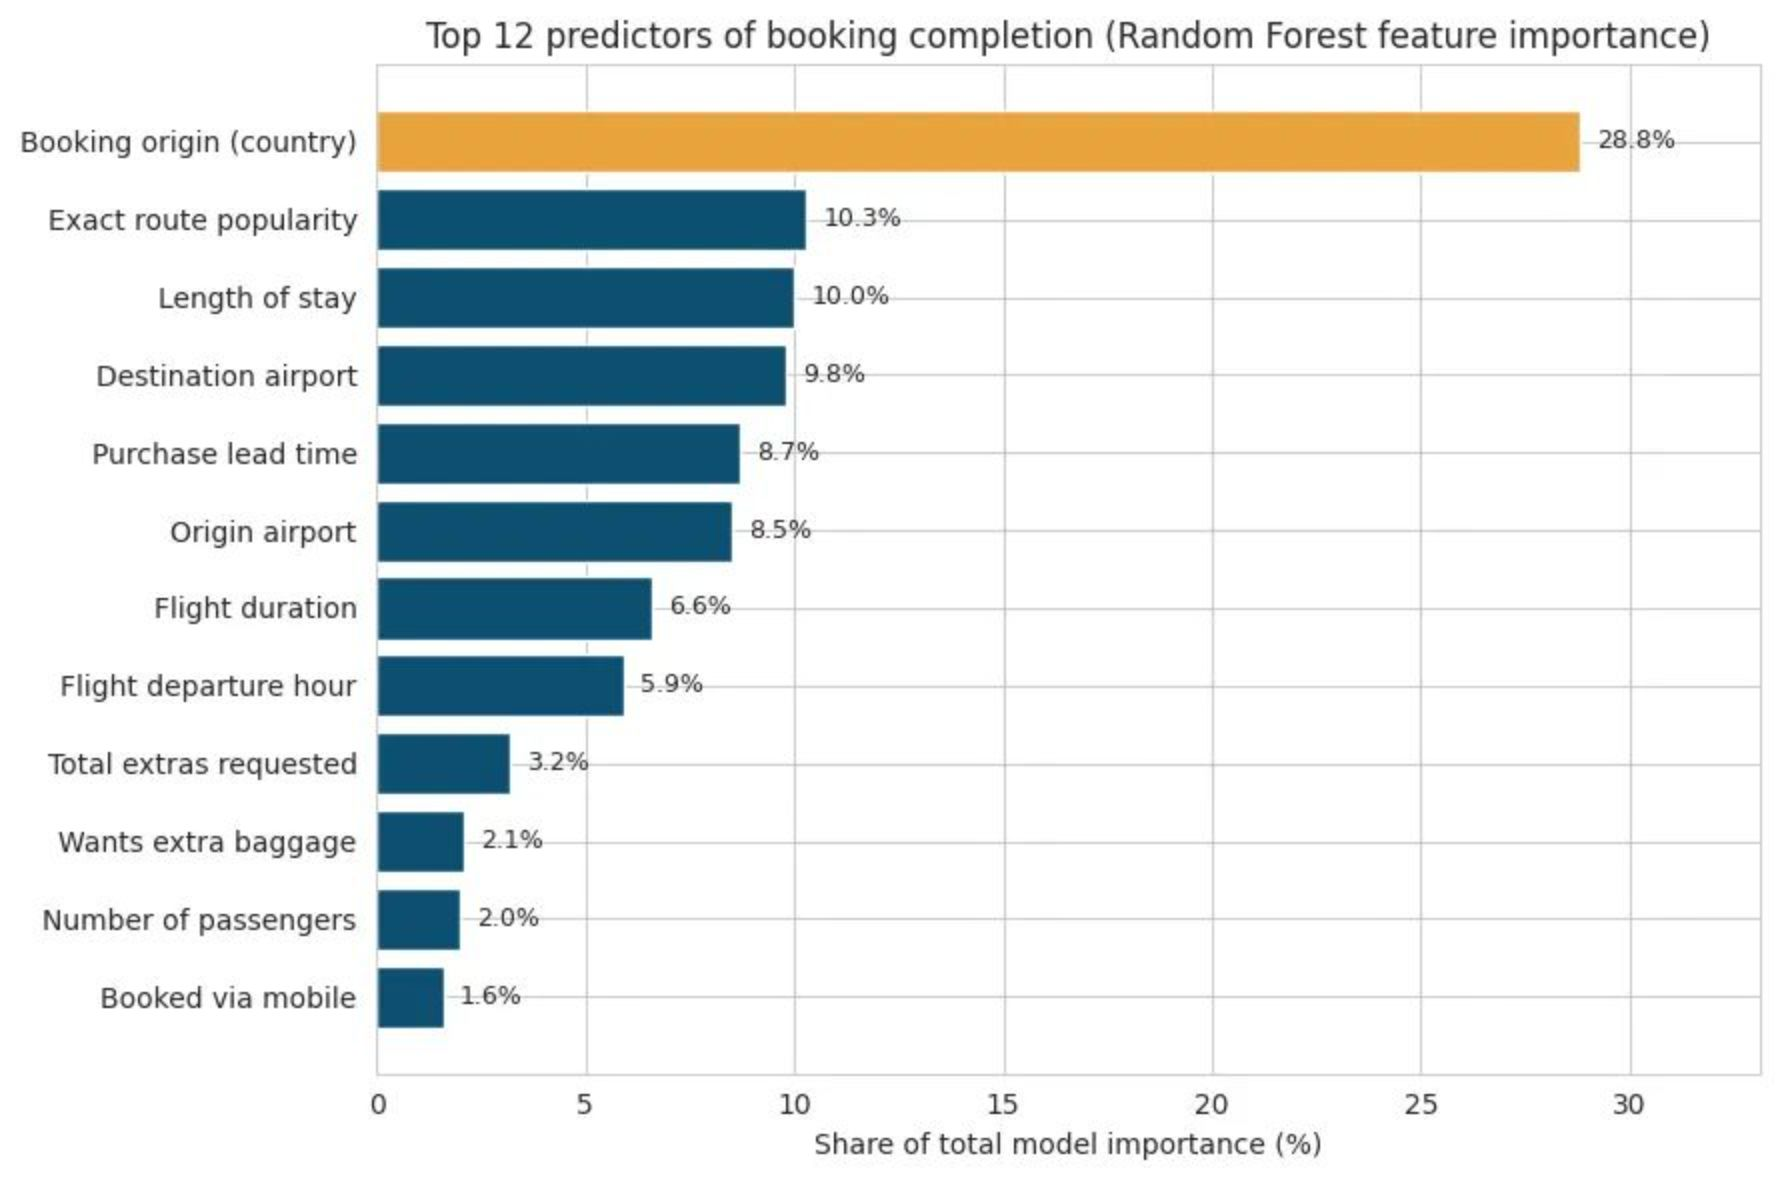 Top 12 predictors of booking completion (Random Forest feature importance)
Booking origin (country) 28.8%
Exact route popularity 10.3%
Length of stay 10.0%
Destination airport 9.8%
Purchase lead time 8.7%
Origin airport 8.5%
Flight duration 6.6%
Flight departure hour 5.9%
Total extras requested 3.2%
Wants extra baggage 2.1%
Number of passengers 2.0%
Booked via mobile 1.6%
0 5 10 15 20 25 30
Share of total model importance (%)